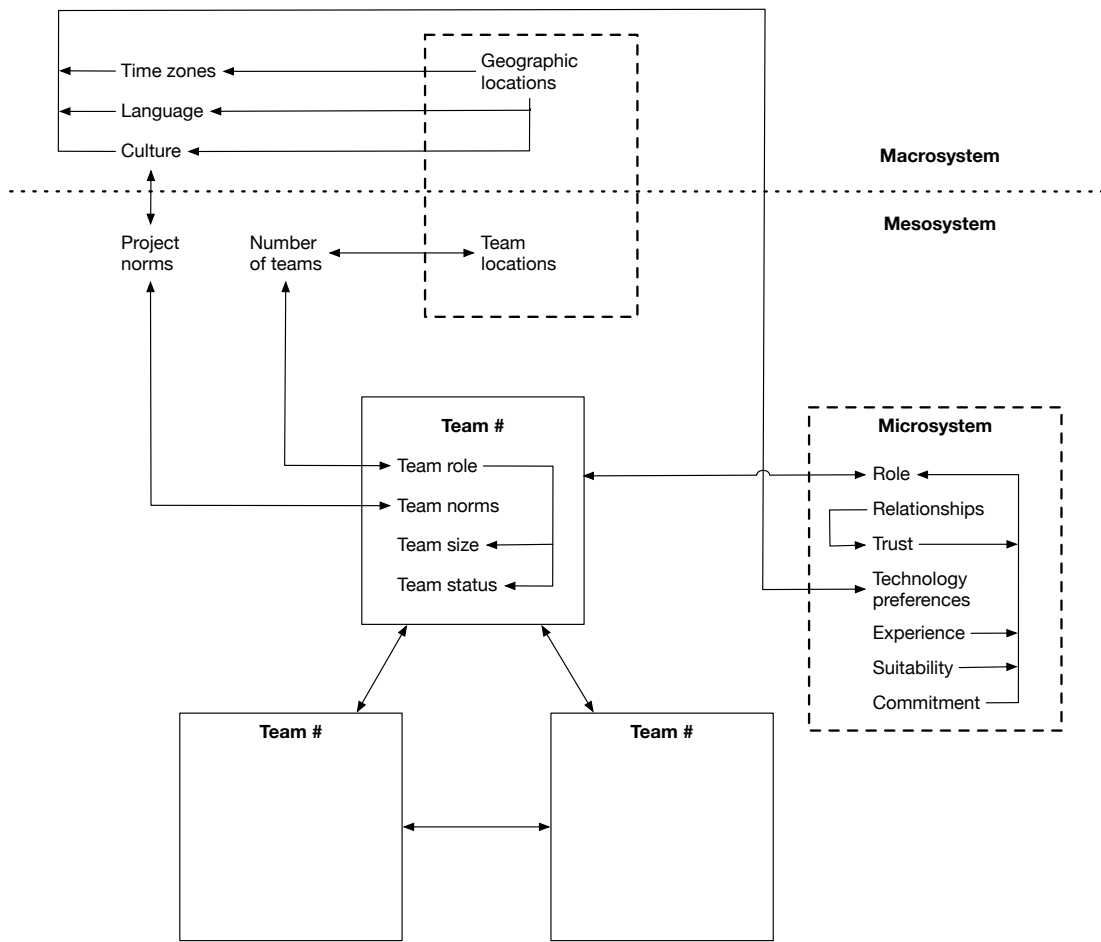 Geographic
locations
Time zones
Language
Culture
Macrosystem
Mesosystem
Project
norms
Number
of teams
Team
locations
Team #
Team role
Team norms
Team size
Team status
Microsystem
Role
Relationships
Trust
Technology
preferences
Experience
Suitability
Commitment
Team #
Team #